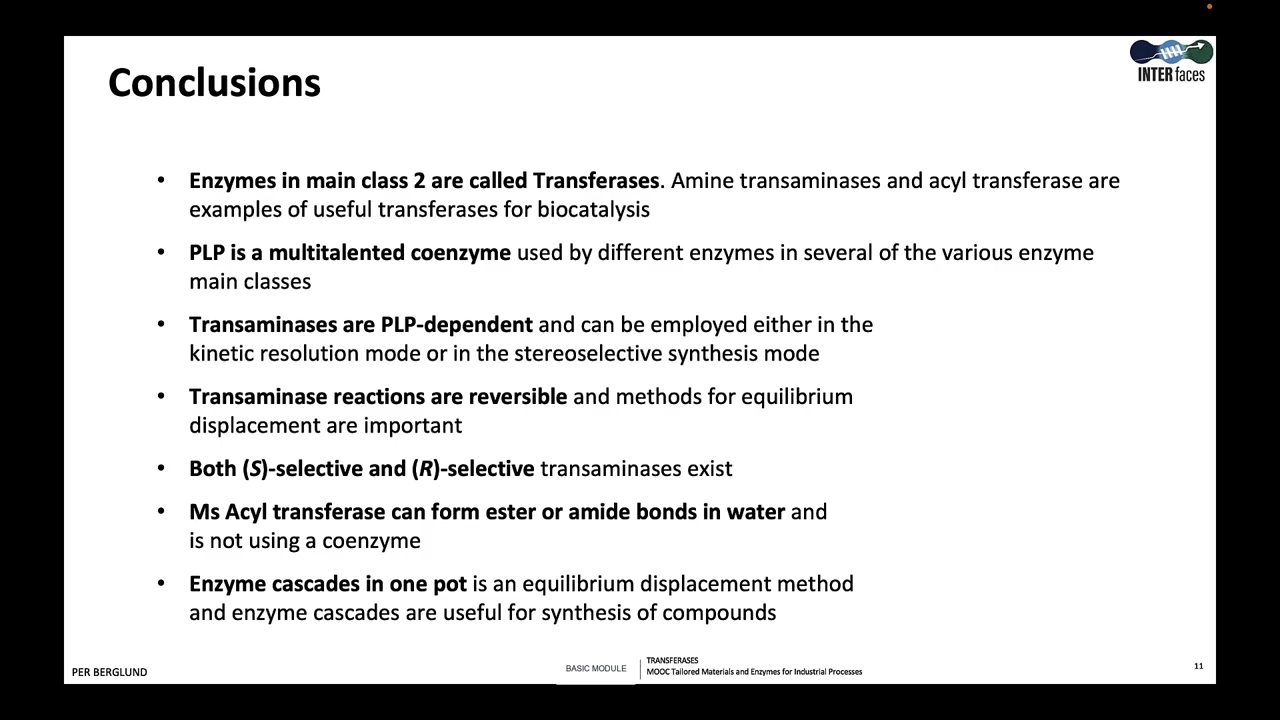 INTERfaces
Conclusions
• Enzymes in main class 2 are called Transferases. Amine transaminases and acyl transferase are
examples of useful transferases for biocatalysis
• PLP is a multitalented coenzyme used by different enzymes in several of the various enzyme
main classes
• Transaminases are PLP-dependent and can be employed either in the
kinetic resolution mode or in the stereoselective synthesis mode
• Transaminase reactions are reversible and methods for equilibrium
displacement are important
• Both (S)-selective and (R)-selective transaminases exist
• Ms Acyl transferase can form ester or amide bonds in water and
is not using a coenzyme
• Enzyme cascades in one pot is an equilibrium displacement method
and enzyme cascades are useful for synthesis of compounds
PER BERGLUND
BASIC MODULE
TRANSFERASES
MOOC Tailored Materials and Enzymes for Industrial Processes
11